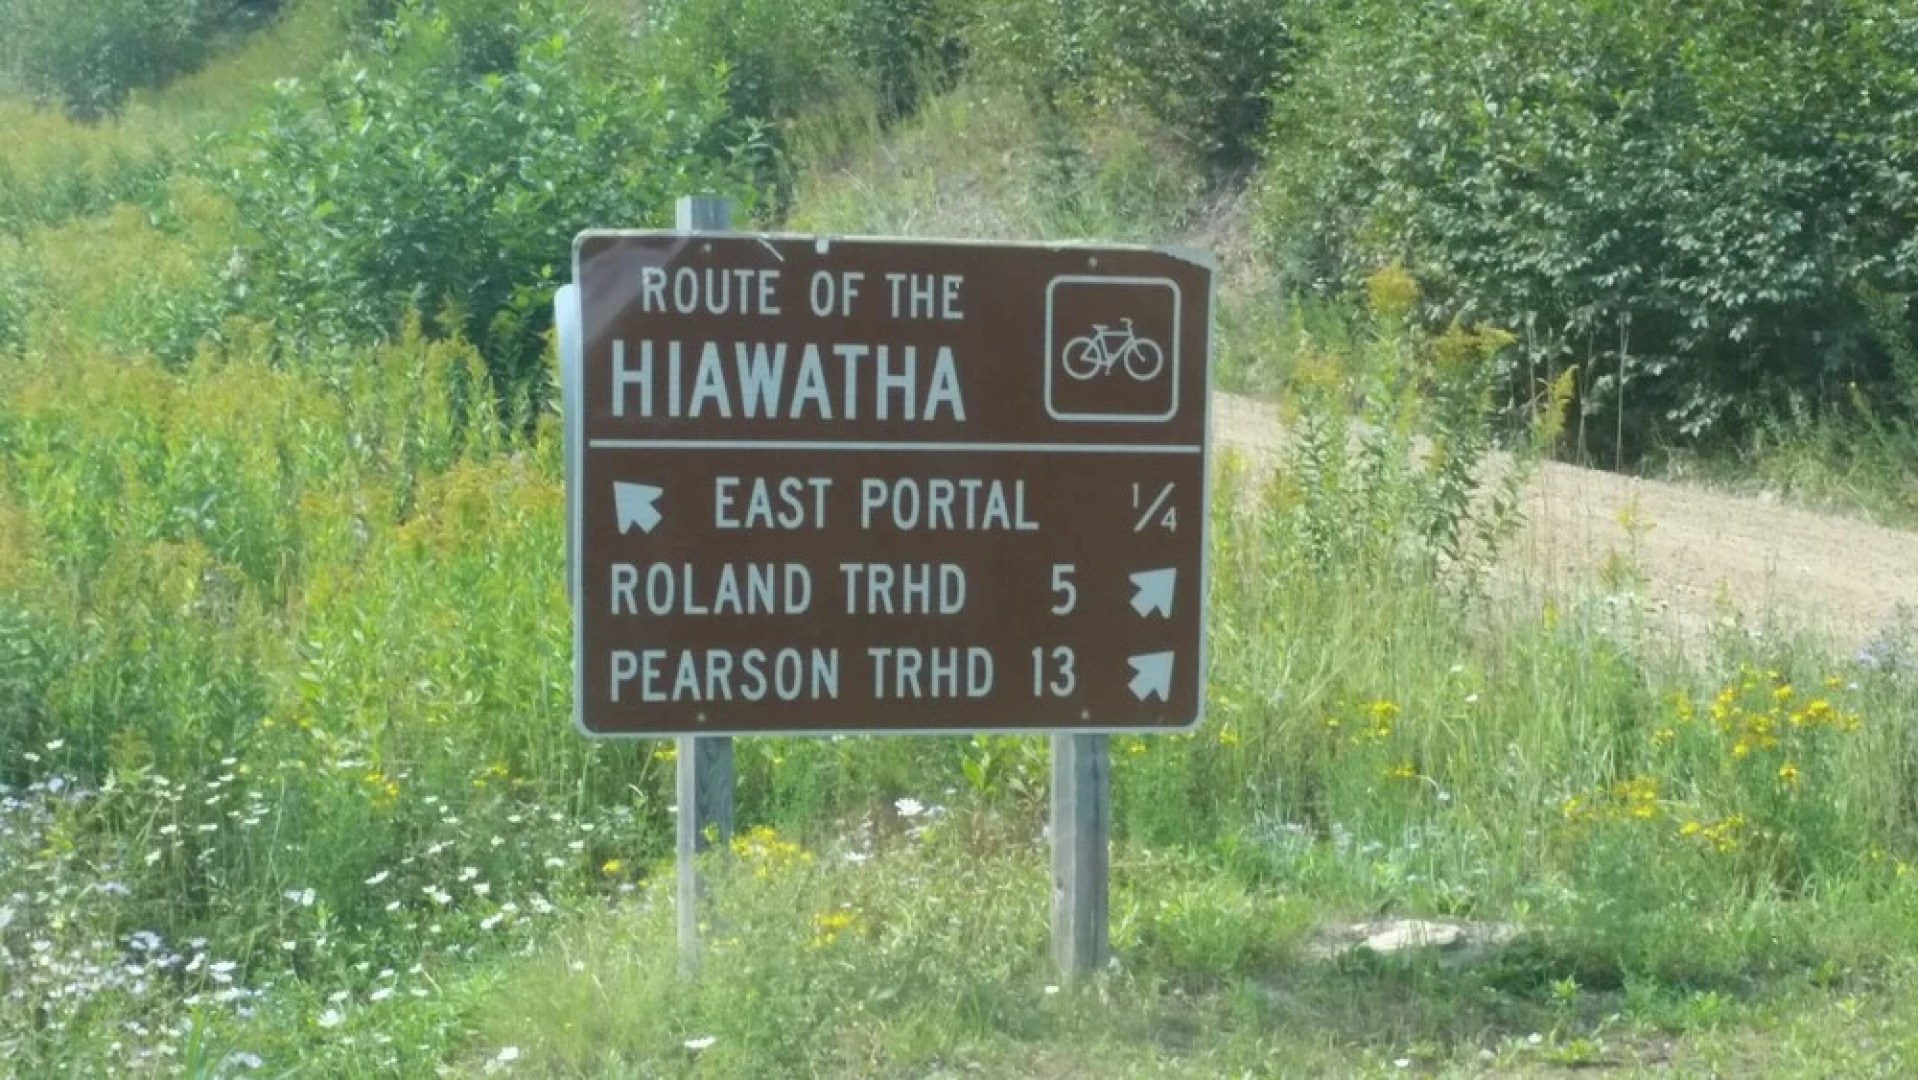 ROUTE OF THE
HIAWATHA
EAST PORTAL 1/4
ROLAND TRHD 5
PEARSON TRHD 13